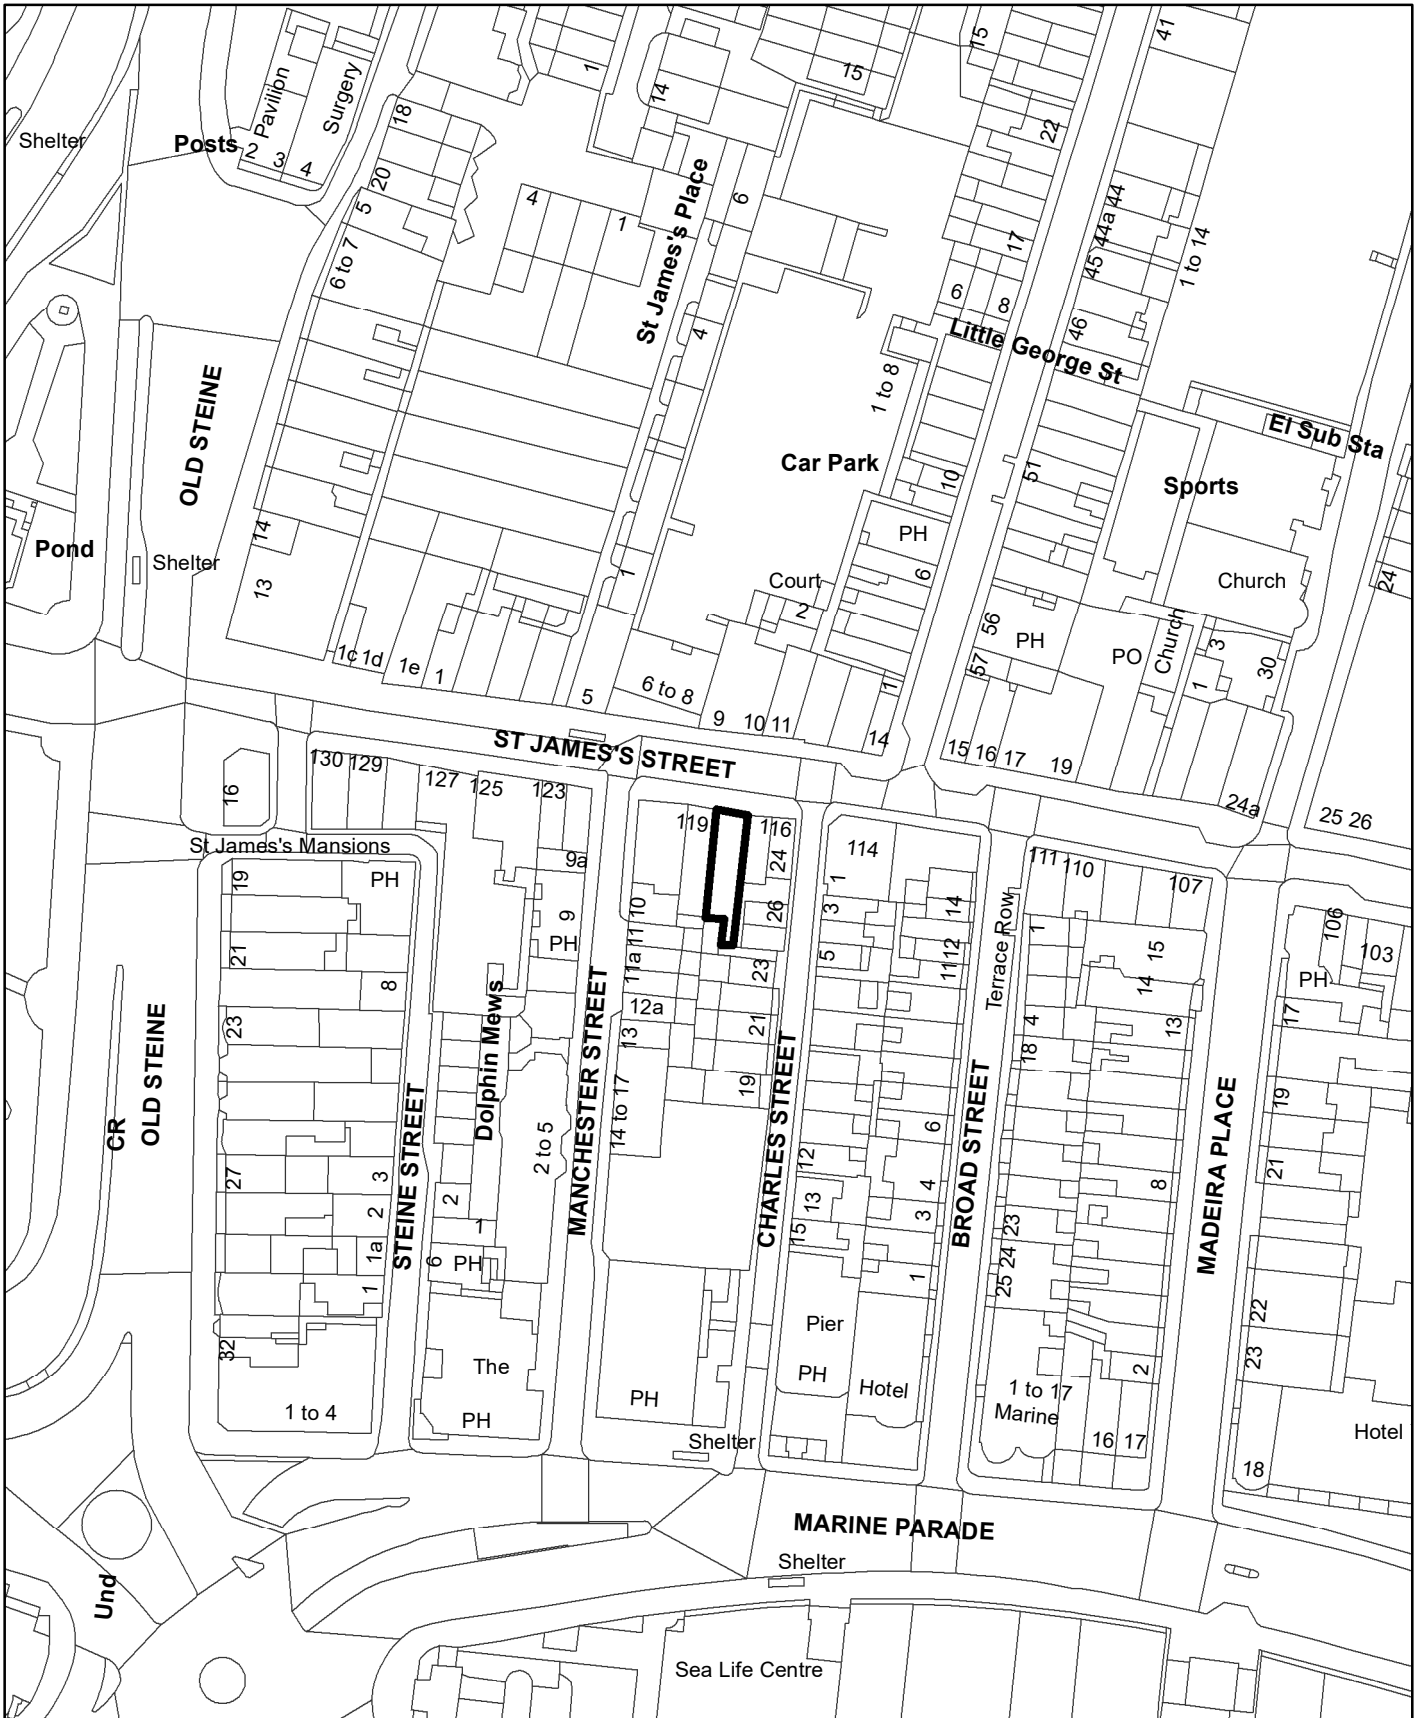 41
15
1
15
14
Pavilion
Surgery
18
22
Shelter
Posts
2
3
4
20
St James's Place
6
44
44a
45
1 to 14
5
4
1
17
6 to 7
6
8
46
4
Little George St
1 to 8
OLD STEINE
El Sub Sta
Car Park
10
51
Sports
14
PH
Pond
Shelter
13
1
6
Church
24
Court
2
56
PH
PO
Church
3
30
57
1
1c
1d
1e
1
5
6 to 8
1
9
10
11
14
15
16
17
19
ST JAMES'S STREET
130
129
127
125
123
16
24a
25
26
119
116
St James's Mansions
9a
24
114
111
110
107
19
PH
1
10
26
3
14
Terrace Row
1
106
103
9
PH
21
11
11a
23
5
12
11
15
14
PH
8
12a
17
23
13
21
4
13
18
OLD STEINE
CR
Dolphin Mews
MANCHESTER STREET
19
CHARLES STREET
BROAD STREET
MADEIRA PLACE
19
14 to 17
6
2 to 5
12
21
27
3
STEINE STREET
2
13
4
8
2
1
15
3
23
1a
6
PH
24
1
1
25
22
32
Pier
23
The
PH
2
PH
Hotel
1 to 17
Marine
1 to 4
PH
16
17
Hotel
Shelter
18
MARINE PARADE
Shelter
Und
Sea Life Centre